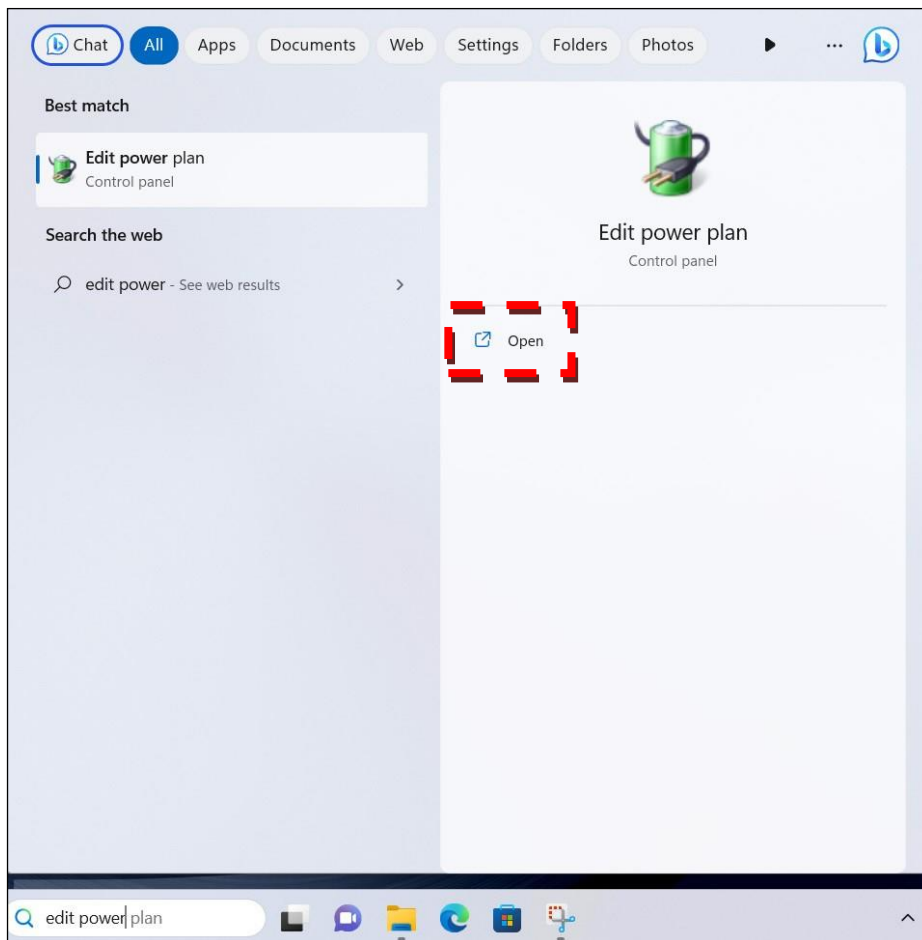 Chat All Apps Documents Web Settings Folders Photos
Best match
Edit power plan
Control panel
Search the web
edit power - See web results
Edit power plan
Control panel
Open
edit power plan